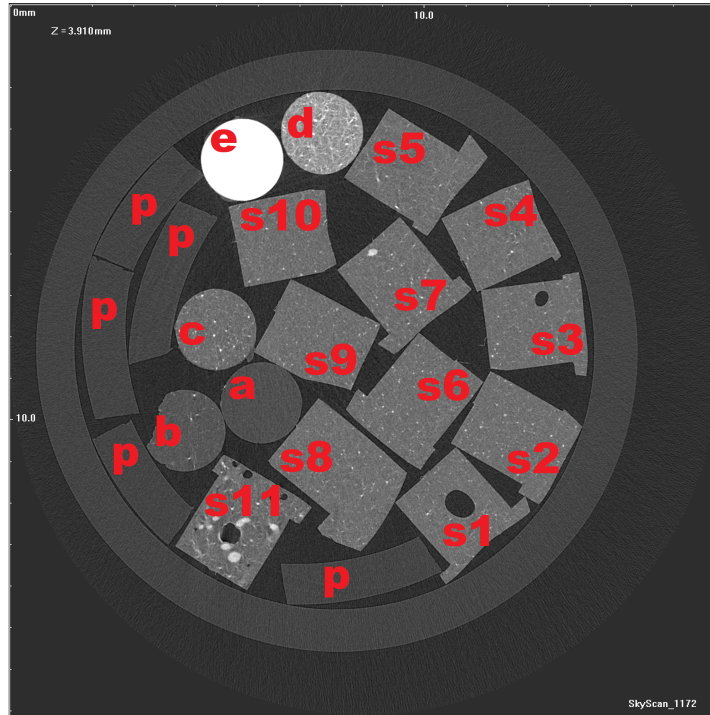 0mm
10.0
Z = 3.910mm
e
d
s5
p
s10
s4
p
p
s7
c
s3
s9
a
s6
b
p
s8
s2
s11
s1
10.0
p
SkyScan_1172